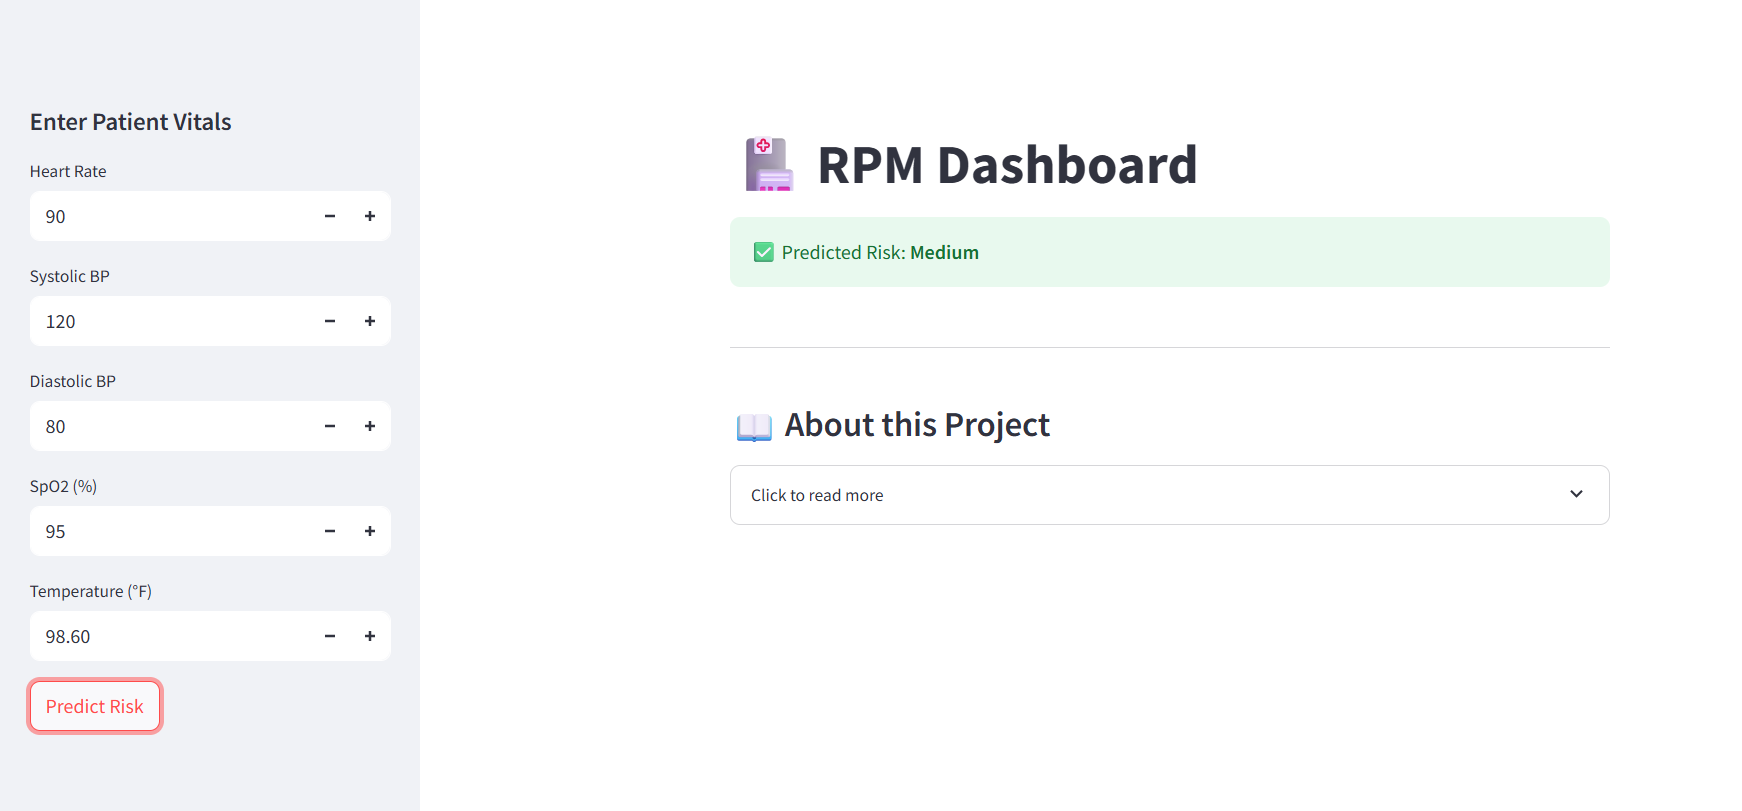 Enter Patient Vitals
Heart Rate
90
Systolic BP
120
Diastolic BP
80
SpO2 (%)
95
Temperature (°F)
98.60
Predict Risk
RPM Dashboard
Predicted Risk: Medium
About this Project
Click to read more